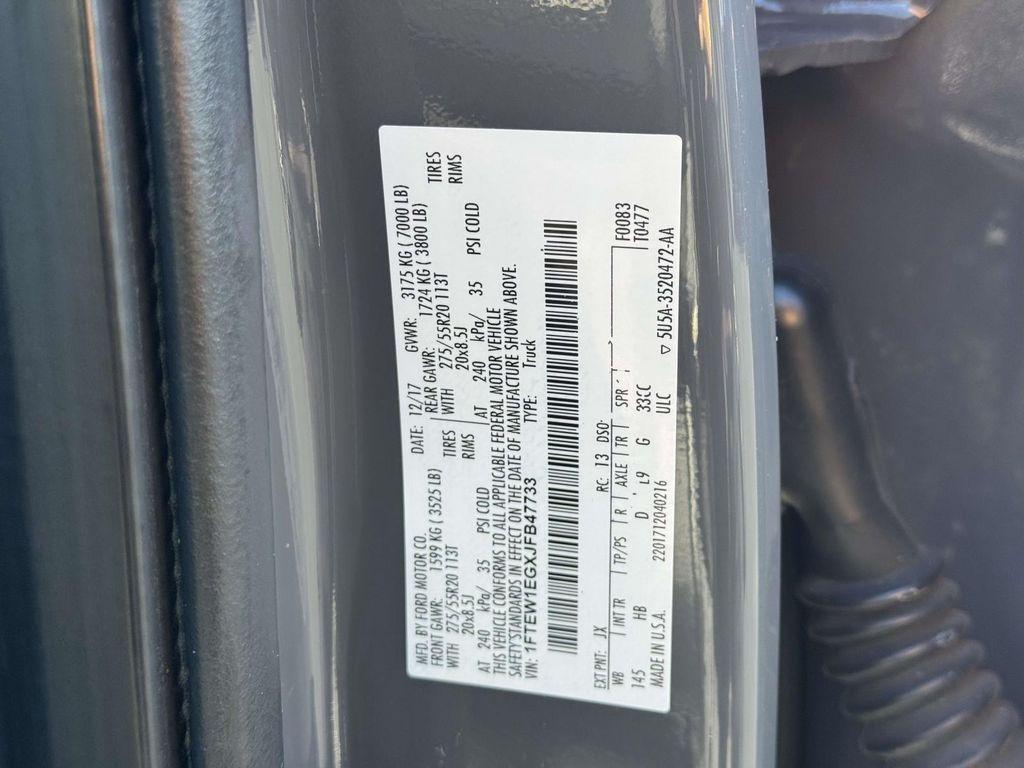 MFD. BY FORD MOTOR CO.
DATE: 12/17 GVWR: 3175 KG ( 7000 LB)
FRONT GAWR: 1599 KG ( 3525 LB) REAR GAWR: 1724 KG ( 3800 LB)
WITH 275/55R20 113T TIRES WITH 275/55R20 113T TIRES
20x8.5J RIMS 20x8.5J RIMS
AT 240 kPa/ 35 PSI COLD AT 240 kPa/ 35 PSI COLD
THIS VEHICLE CONFORMS TO ALL APPLICABLE FEDERAL MOTOR VEHICLE
SAFETY STANDARDS IN EFFECT ON THE DATE OF MANUFACTURE SHOWN ABOVE.
VIN: 1FTEW1EGXJFB47733 TYPE: Truck
EXT PNT: JX RC: 13 DSO: F0083
WB INT TR TP/PS R AXLE TR SPR T0477
145 HB D L9 G 33CC
MADE IN U.S.A. 2201712040216 ULC 5U5A-3520472-AA